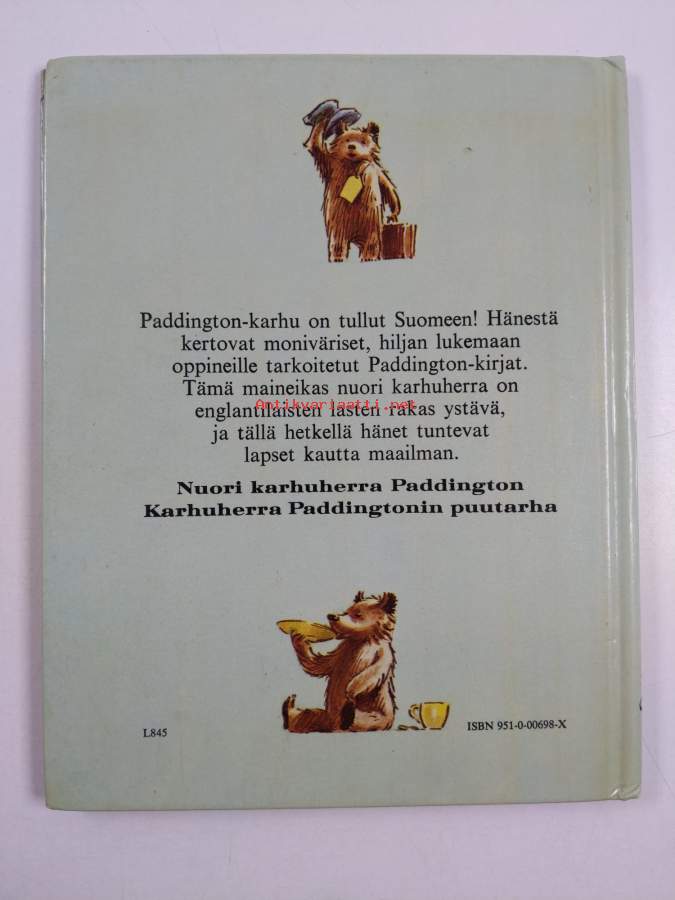 Paddington-karhu on tullut Suomeen! Hänestä
kertovat moniväriset, hiljan lukemaan
oppineille tarkoitetut Paddington-kirjat.
Tämä maineikas nuori karhuherra on
Antikvariaatti.net
englantilaisten lasten rakas ystävä,
ja tällä hetkellä hänet tuntevat
lapset kautta maailman.
Nuori karhuherra Paddington
Karhuherra Paddingtonin puutarha
L845
ISBN 951-0-00698-X